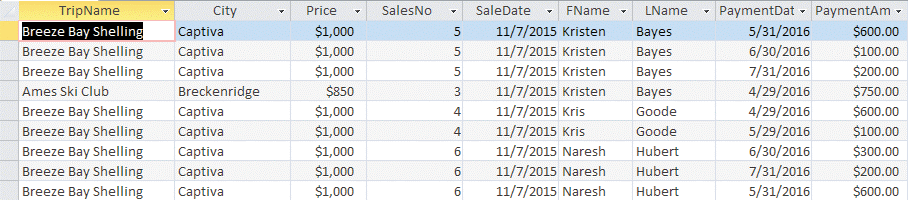 TripName City Price SalesNo SaleDate FName LName PaymentDat PaymentAm
Breeze Bay Shelling Captiva $1,000 5 11/7/2015 Kristen Bayes 5/31/2016 $600.00
Breeze Bay Shelling Captiva $1,000 5 11/7/2015 Kristen Bayes 6/30/2016 $100.00
Breeze Bay Shelling Captiva $1,000 5 11/7/2015 Kristen Bayes 7/31/2016 $200.00
Ames Ski Club Breckenridge $850 3 11/7/2015 Kristen Bayes 4/29/2016 $750.00
Breeze Bay Shelling Captiva $1,000 4 11/7/2015 Kris Goode 4/29/2016 $600.00
Breeze Bay Shelling Captiva $1,000 4 11/7/2015 Kris Goode 5/29/2016 $100.00
Breeze Bay Shelling Captiva $1,000 6 11/7/2015 Naresh Hubert 6/30/2016 $300.00
Breeze Bay Shelling Captiva $1,000 6 11/7/2015 Naresh Hubert 7/31/2016 $200.00
Breeze Bay Shelling Captiva $1,000 6 11/7/2015 Naresh Hubert 5/31/2016 $600.00